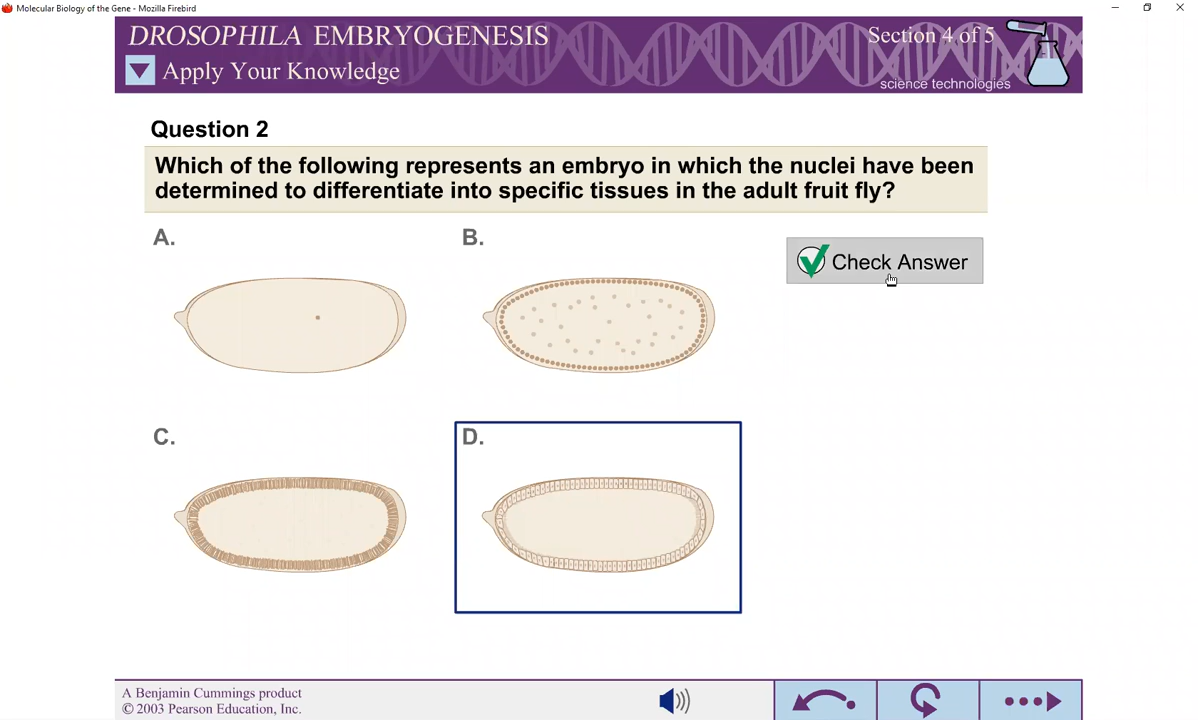 Molecular Biology of the Gene - Mozilla Firebird
DROSOPHILA EMBRYOGENESIS
Section 4 of 5
Apply Your Knowledge
science technologies
Question 2
Which of the following represents an embryo in which the nuclei have been
determined to differentiate into specific tissues in the adult fruit fly?
A.
B.
Check Answer
C.
D.
A Benjamin Cummings product
© 2003 Pearson Education, Inc.